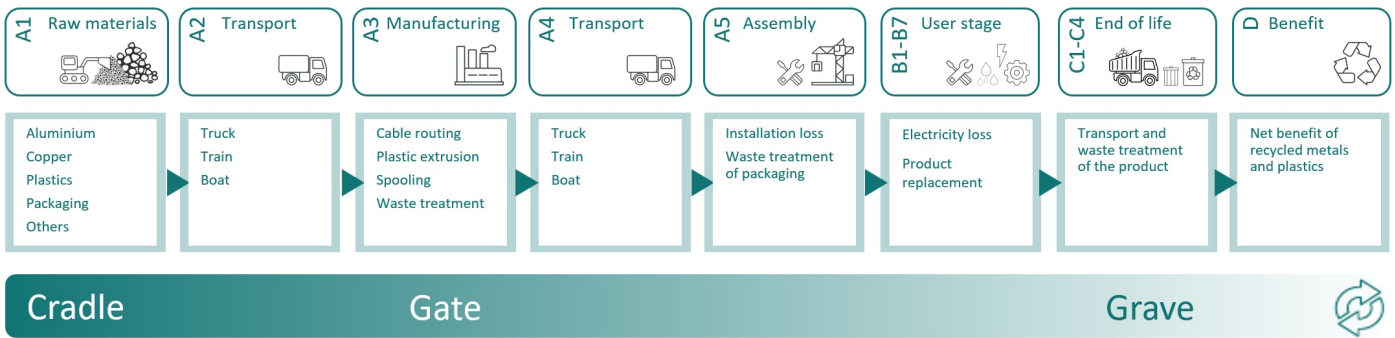 A1 Raw materials
A2 Transport
A3 Manufacturing
A4 Transport
A5 Assembly
B1-B7 User stage
C1-C4 End of life
D Benefit
Aluminium
Copper
Plastics
Packaging
Others
Truck
Train
Boat
Cable routing
Plastic extrusion
Spooling
Waste treatment
Truck
Train
Boat
Installation loss
Waste treatment
of packaging
Electricity loss
Product
replacement
Transport and
waste treatment
of the product
Net benefit of
recycled metals
and plastics
Cradle
Gate
Grave